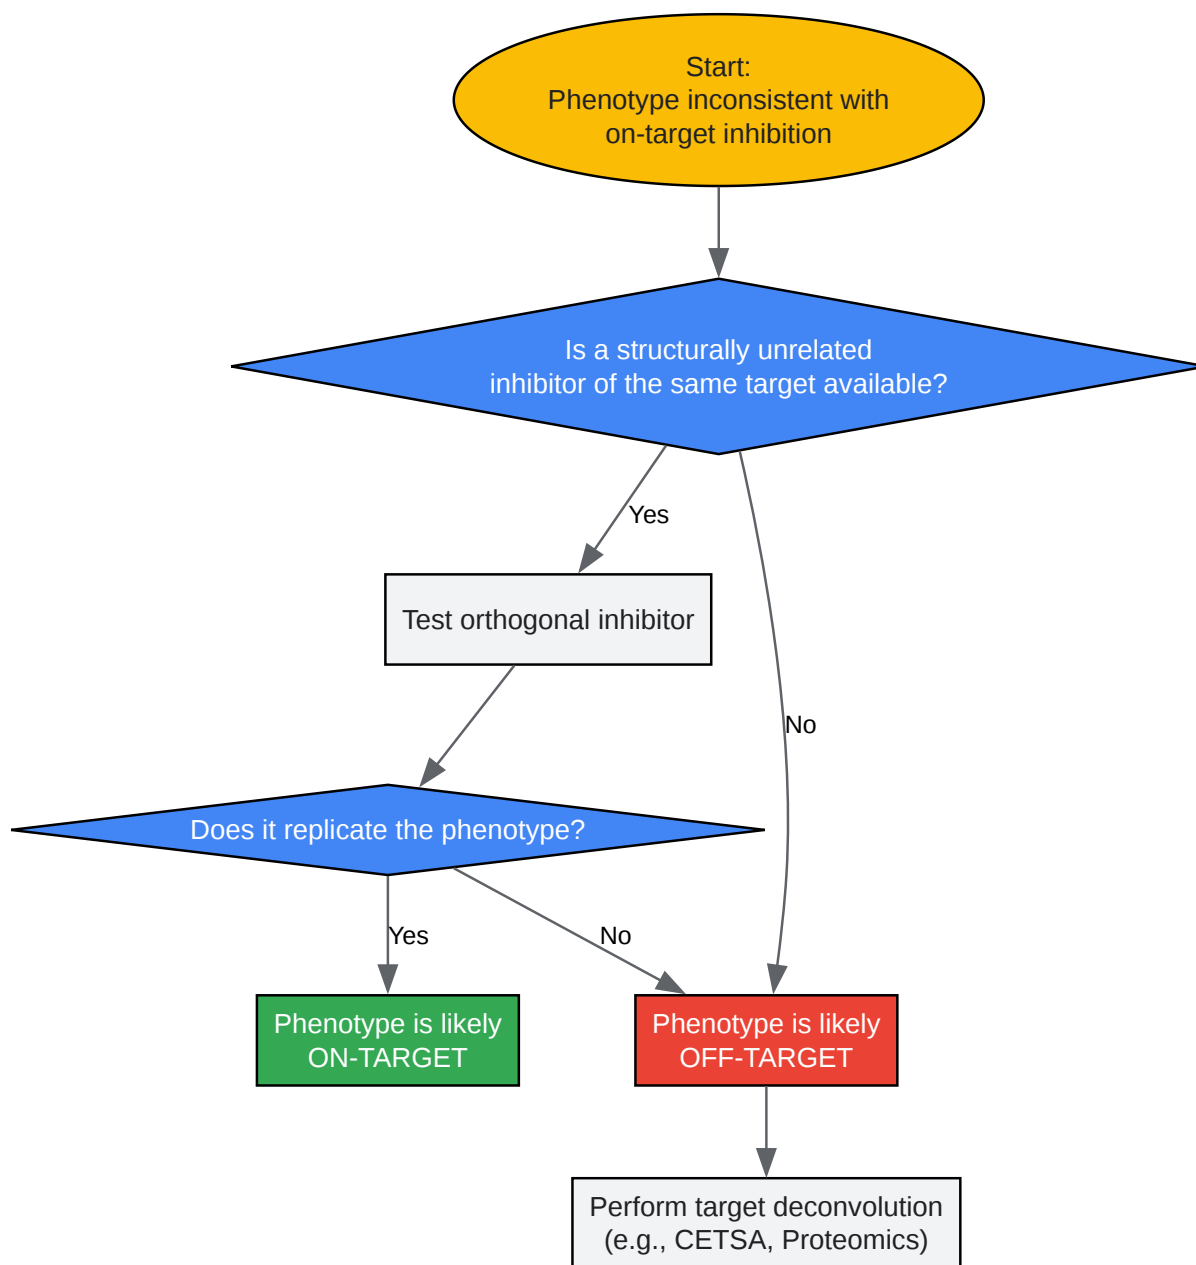 Start:
Phenotype inconsistent with
on-target inhibition
Is a structurally unrelated
inhibitor of the same target available?
Yes
Test orthogonal inhibitor
No
Does it replicate the phenotype?
Yes
No
Phenotype is likely
ON-TARGET
Phenotype is likely
OFF-TARGET
Perform target deconvolution
(e.g., CETSA, Proteomics)